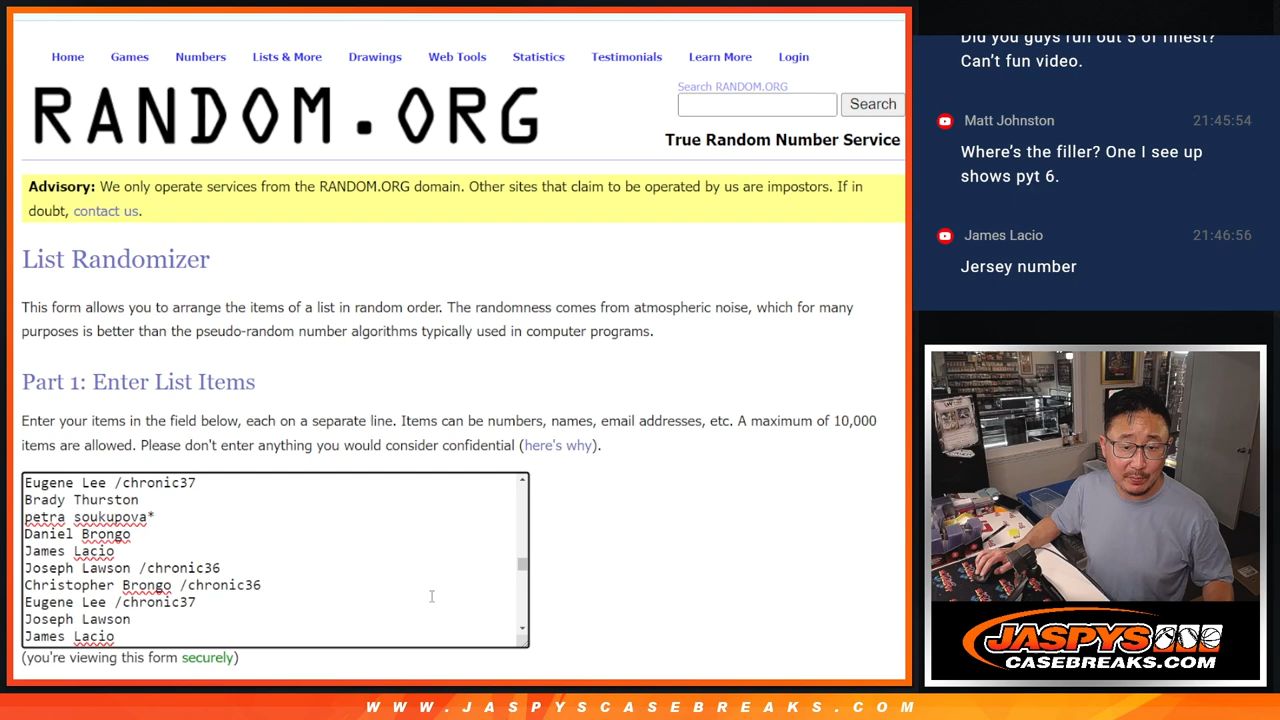 Home Games Numbers Lists & More Drawings Web Tools Statistics Testimonials Learn More Login
RANDOM.ORG
Search RANDOM.ORG
Search
True Random Number Service
Advisory: We only operate services from the RANDOM.ORG domain. Other sites that claim to be operated by us are impostors. If in
doubt, contact us.
List Randomizer
This form allows you to arrange the items of a list in random order. The randomness comes from atmospheric noise, which for many
purposes is better than the pseudo-random number algorithms typically used in computer programs.
Part 1: Enter List Items
Enter your items in the field below, each on a separate line. Items can be numbers, names, email addresses, etc. A maximum of 10,000
items are allowed. Please don't enter anything you would consider confidential (here's why).
Eugene Lee /chronic37
Brady Thurston
petra soukupova*
Daniel Brongo
James Lacio
Joseph Lawson /chronic36
Christopher Brongo /chronic36
Eugene Lee /chronic37
Joseph Lawson
James Lacio
(you're viewing this form securely)
Did you guys run out 5 of finest?
Can't fun video.
Matt Johnston 21:45:54
Where's the filler? One I see up
shows pyt 6.
James Lacio 21:46:56
Jersey number
JASPYS
CASEBREAKS.COM
WWW.JASPYSCASEBREAKS.COM